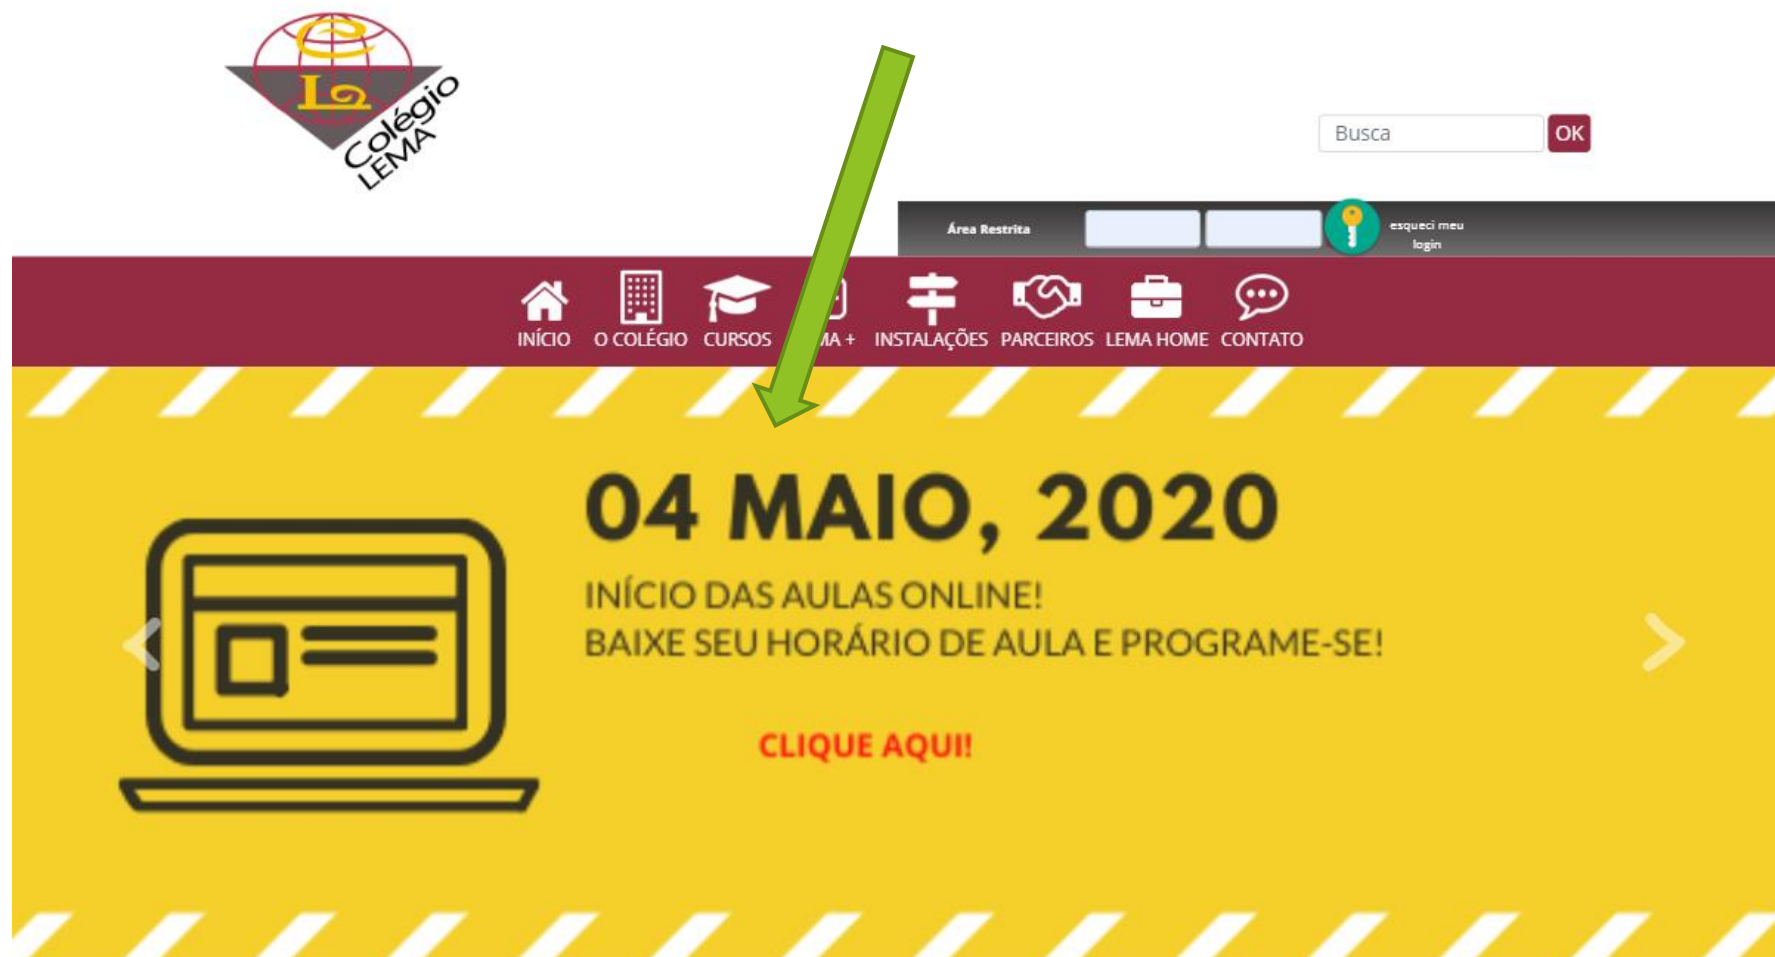 Colégio
LEMA
Busca
OK
Área Restrita
esqueci meu
login
INÍCIO
O COLÉGIO
CURSOS
+
INSTALAÇÕES
PARCEIROS
LEMA HOME
CONTATO
04 MAIO, 2020
INÍCIO DAS AULAS ONLINE!
BAIXE SEU HORÁRIO DE AULA E PROGRAME-SE!
CLIQUE AQUI!